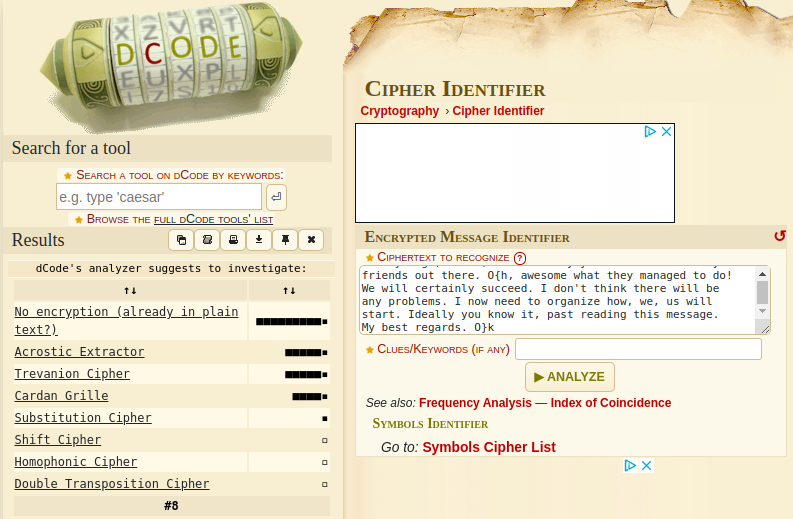 X Z V R T
D C O D E
E U X P L
Search for a tool
★ Search a tool on dCode by keywords:
e.g. type 'caesar'
★ Browse the full dCode tools' list
Results
dCode's analyzer suggests to investigate:
↑↓ ↑↓
No encryption (already in plain
text?) ■■■■■■■■■▪
Acrostic Extractor ■■■■■▪
Trevanion Cipher ■■■■■▪
Cardan Grille ■■■■▪
Substitution Cipher ▪
Shift Cipher ▫
Homophonic Cipher ▫
Double Transposition Cipher ▫
#8
Cipher Identifier
Cryptography › Cipher Identifier
Encrypted Message Identifier
★ Ciphertext to recognize ?
friends out there. O{h, awesome what they managed to do!
We will certainly succeed. I don't think there will be
any problems. I now need to organize how, we, us will
start. Ideally you know it, past reading this message.
My best regards. O}k
★ Clues/Keywords (if any)
▶ ANALYZE
See also: Frequency Analysis — Index of Coincidence
Symbols Identifier
Go to: Symbols Cipher List